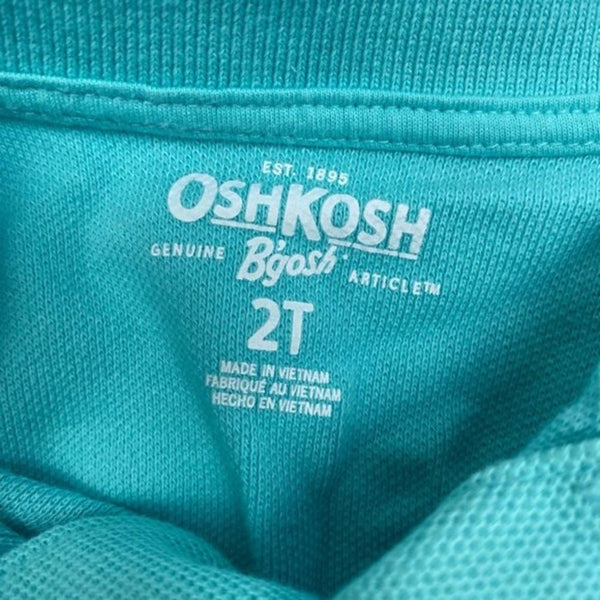 EST. 1895
OSHKOSH
GENUINE B'gosh ARTICLE™
2T
MADE IN VIETNAM
FABRIQUÉ AU VIETNAM
HECHO EN VIETNAM